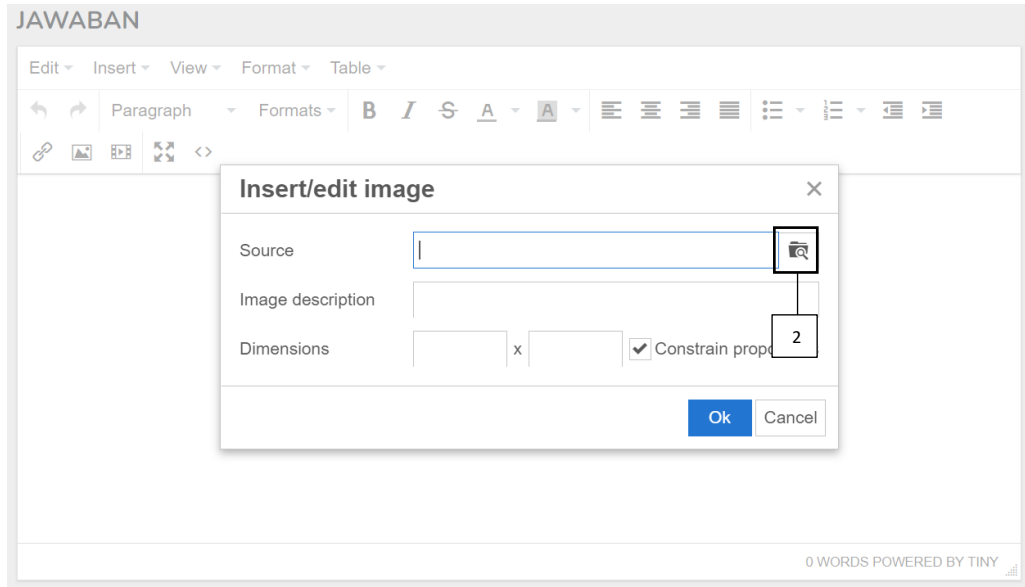 JAWABAN
Edit Insert View Format Table
Paragraph Formats B I S A A
Insert/edit image ×
Source
Image description
Dimensions x Constrain propo
2
Ok Cancel
0 WORDS POWERED BY TINY